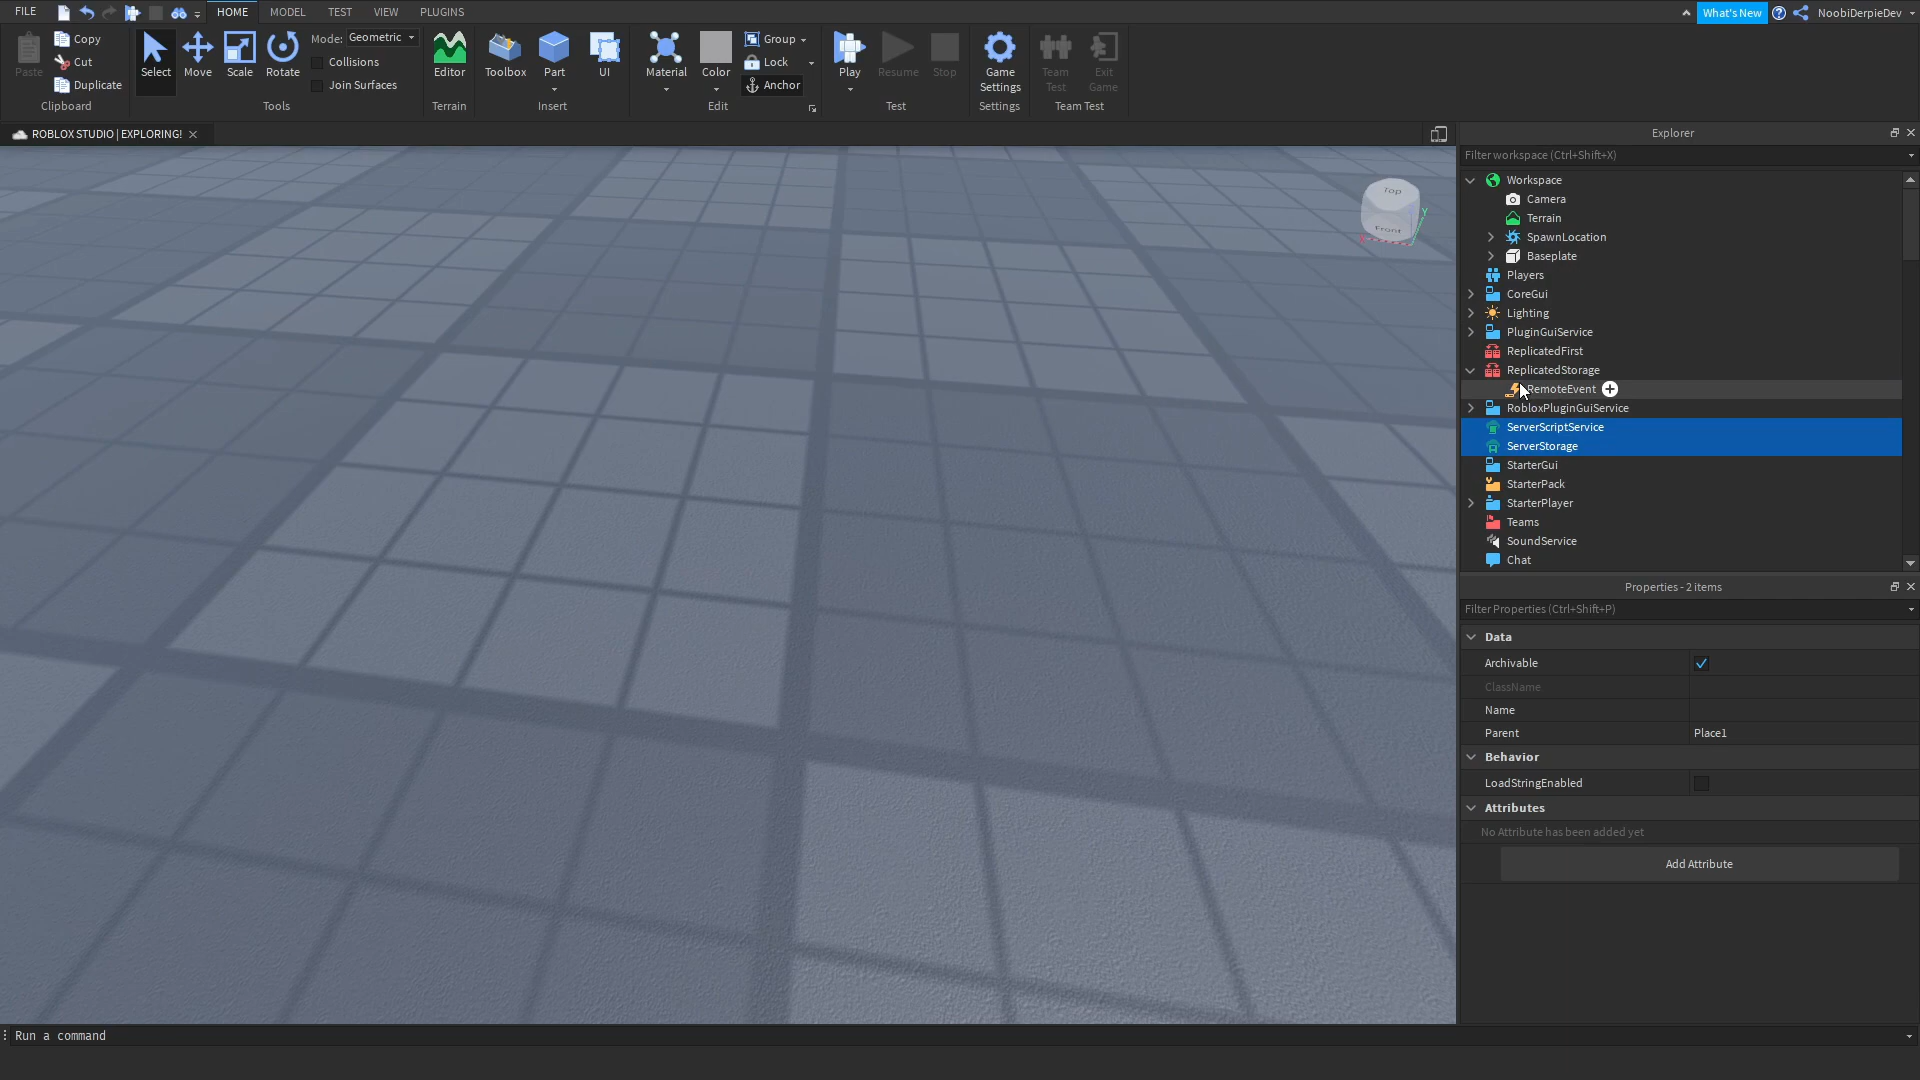 FILE
HOME
MODEL
TEST
VIEW
PLUGINS
What's New
NoobiDerpieDev
Paste
Copy
Cut
Duplicate
Clipboard
Select
Move
Scale
Rotate
Mode: Geometric
Collisions
Join Surfaces
Tools
Editor
Terrain
Toolbox
Part
UI
Insert
Material
Color
Group
Lock
Anchor
Edit
Play
Resume
Stop
Test
Game
Settings
Settings
Team
Test
Exit
Game
Team Test
ROBLOX STUDIO | EXPLORING!
Top
Front
X
Y
Explorer
Filter workspace (Ctrl+Shift+X)
Workspace
Camera
Terrain
SpawnLocation
Baseplate
Players
CoreGui
Lighting
PluginGuiService
ReplicatedFirst
ReplicatedStorage
RemoteEvent
RobloxPluginGuiService
ServerScriptService
ServerStorage
StarterGui
StarterPack
StarterPlayer
Teams
SoundService
Chat
Properties - 2 items
Filter Properties (Ctrl+Shift+P)
Data
Archivable
ClassName
Name
Parent Place1
Behavior
LoadStringEnabled
Attributes
No Attribute has been added yet
Add Attribute
Run a command